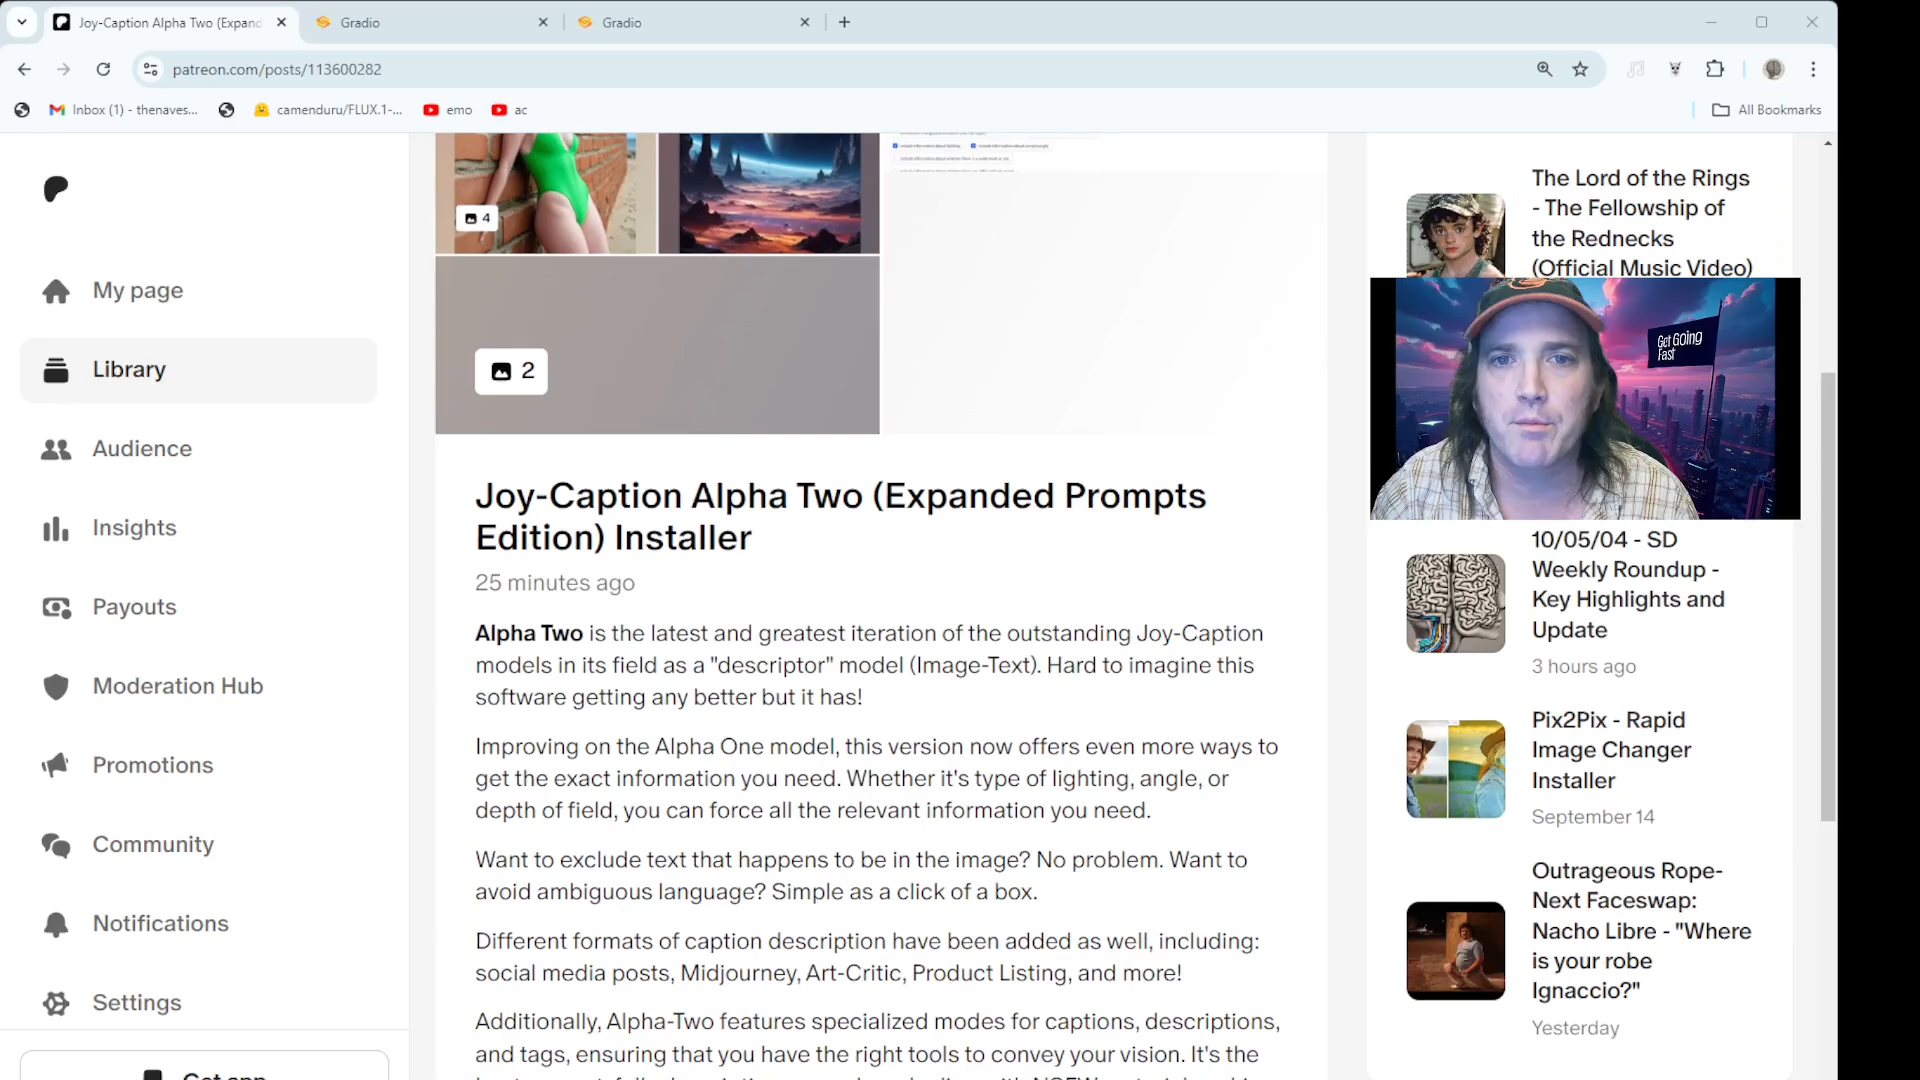 Joy-Caption Alpha Two (Expand
Gradio
Gradio
patreon.com/posts/113600282
Inbox (1) - thenaves...
camenduru/FLUX.1-...
emo
ac
All Bookmarks
My page
Library
Audience
Insights
Payouts
Moderation Hub
Promotions
Community
Notifications
Settings
Get app
4
2
Joy-Caption Alpha Two (Expanded Prompts
Edition) Installer
25 minutes ago
Alpha Two is the latest and greatest iteration of the outstanding Joy-Caption
models in its field as a "descriptor" model (Image-Text). Hard to imagine this
software getting any better but it has!
Improving on the Alpha One model, this version now offers even more ways to
get the exact information you need. Whether it's type of lighting, angle, or
depth of field, you can force all the relevant information you need.
Want to exclude text that happens to be in the image? No problem. Want to
avoid ambiguous language? Simple as a click of a box.
Different formats of caption description have been added as well, including:
social media posts, Midjourney, Art-Critic, Product Listing, and more!
Additionally, Alpha-Two features specialized modes for captions, descriptions,
and tags, ensuring that you have the right tools to convey your vision. It's the
The Lord of the Rings
- The Fellowship of
the Rednecks
(Official Music Video)
Get Going
Fast
10/05/04 - SD
Weekly Roundup -
Key Highlights and
Update
3 hours ago
Pix2Pix - Rapid
Image Changer
Installer
September 14
Outrageous Rope-
Next Faceswap:
Nacho Libre - "Where
is your robe
Ignaccio?"
Yesterday